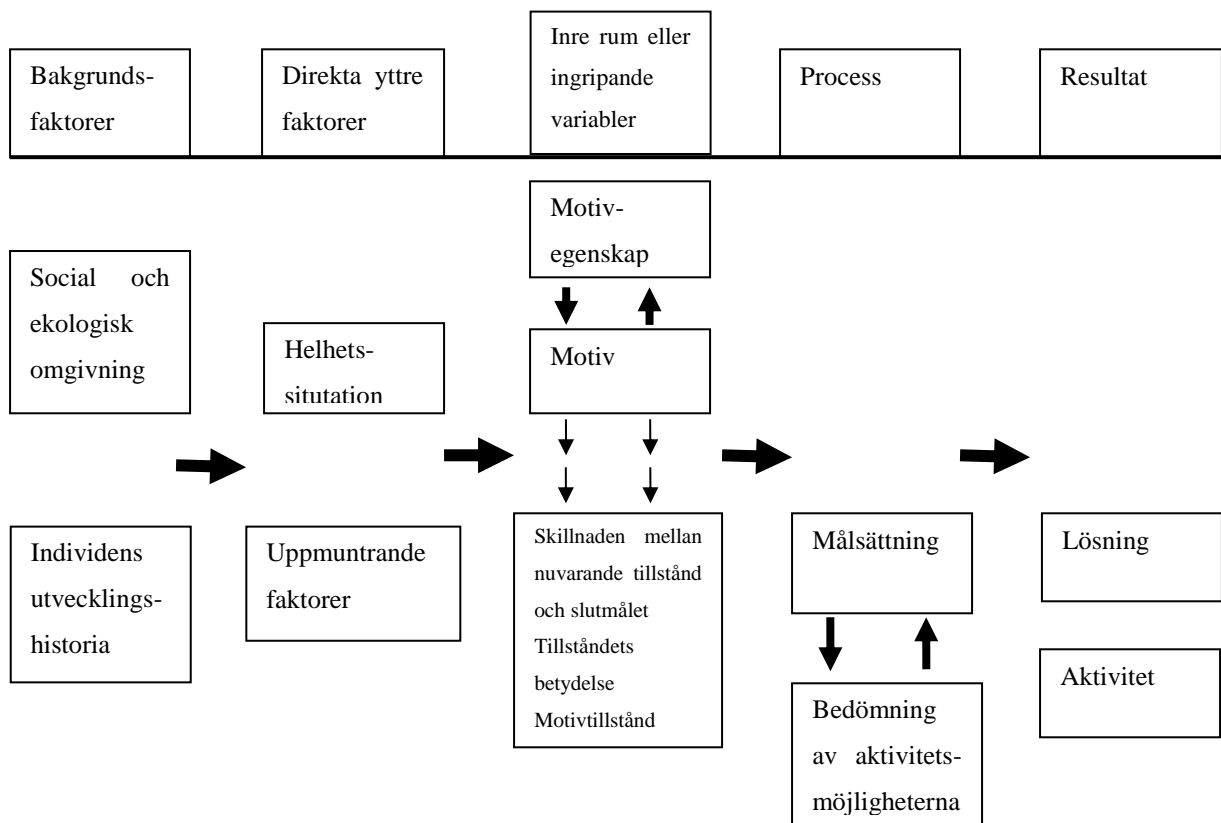 Bakgrunds-
faktorer
Direkta yttre
faktorer
Inre rum eller
ingripande
variabler
Process
Resultat
Social och
ekologisk
omgivning
Individens
utvecklings-
historia
Helhets-
situtation
Uppmuntrande
faktorer
Motiv-
egenskap
Motiv
Skillnaden mellan
nuvarande tillstånd
och slutmålet
Tillståndets
betydelse
Motivtillstånd
Målsättning
Bedömning
av aktivitets-
möjligheterna
Lösning
Aktivitet